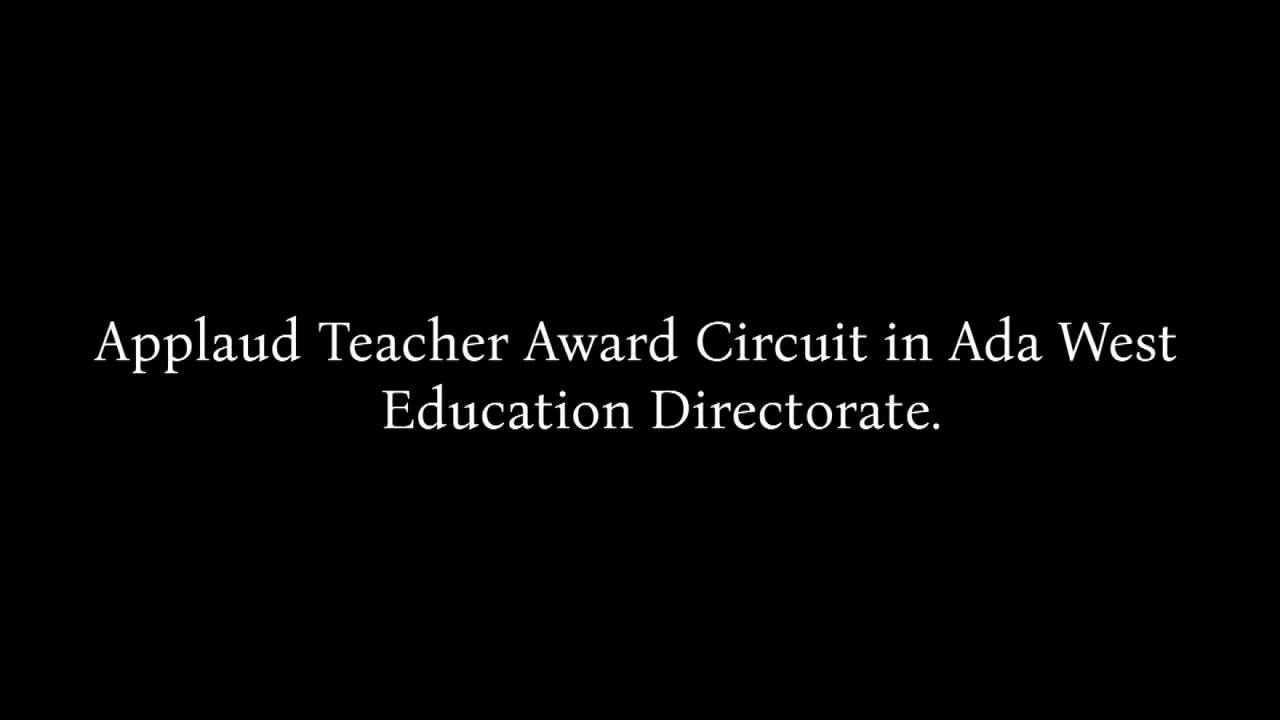 Applaud Teacher Award Circuit in Ada West
Education Directorate.